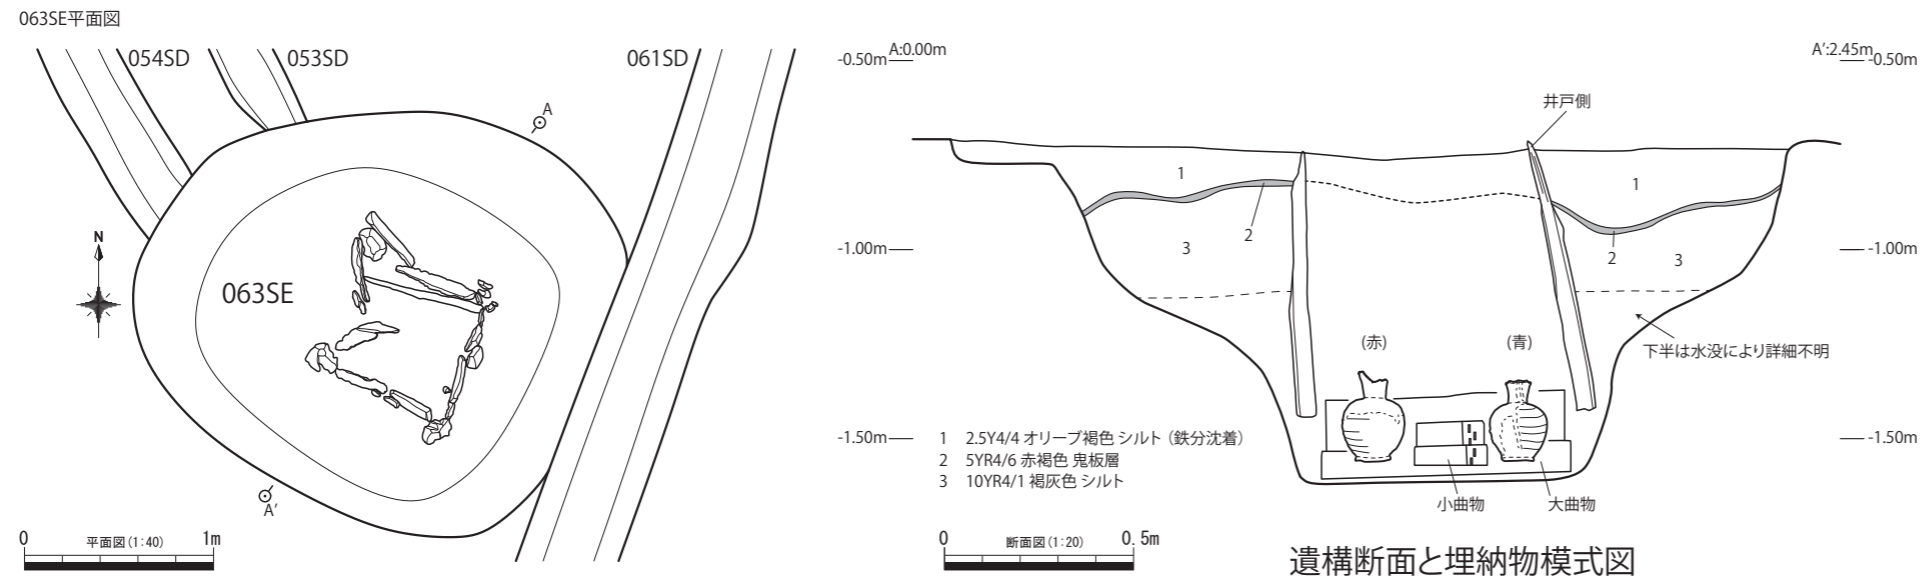 063SE平面図
054SD
053SD
061SD
A
N
063SE
A'
0
平面図(1:40)
1m
-0.50m
A:0.00m
A':2.45m
-0.50m
井戸側
1
1
2
2
3
3
-1.00m
-1.00m
(赤)
(青)
下半は水没により詳細不明
-1.50m
-1.50m
1 2.5Y4/4 オリーブ褐色 シルト (鉄分沈着)
2 5YR4/6 赤褐色 鬼板層
3 10YR4/1 褐灰色 シルト
小曲物
大曲物
0
断面図(1:20)
0.5m
遺構断面と埋納物模式図